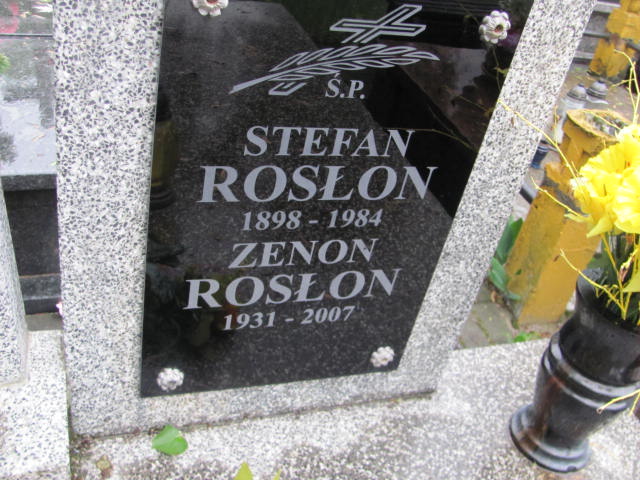 Ś.P.
STEFAN
ROSŁON
1898 - 1984
ZENON
ROSŁON
1931 - 2007